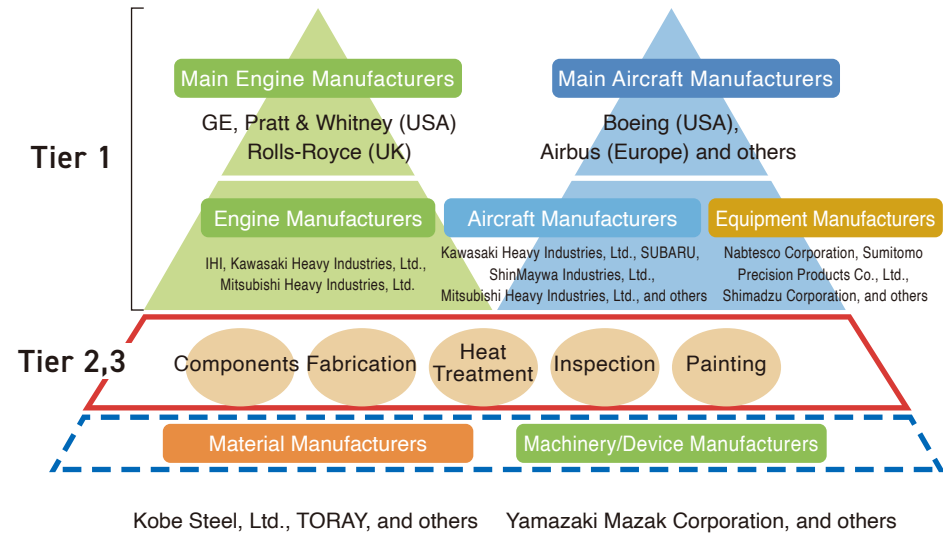 Main Engine Manufacturers
Main Aircraft Manufacturers
GE, Pratt & Whitney (USA)
Rolls-Royce (UK)
Boeing (USA),
Airbus (Europe) and others
Tier 1
Engine Manufacturers
Aircraft Manufacturers
Equipment Manufacturers
IHI, Kawasaki Heavy Industries, Ltd.,
Mitsubishi Heavy Industries, Ltd.
Kawasaki Heavy Industries, Ltd., SUBARU,
ShinMaywa Industries, Ltd.,
Mitsubishi Heavy Industries, Ltd., and others
Nabtesco Corporation, Sumitomo
Precision Products Co., Ltd.,
Shimadzu Corporation, and others
Tier 2,3
Components
Fabrication
Heat
Treatment
Inspection
Painting
Material Manufacturers
Machinery/Device Manufacturers
Kobe Steel, Ltd., TORAY, and others
Yamazaki Mazak Corporation, and others